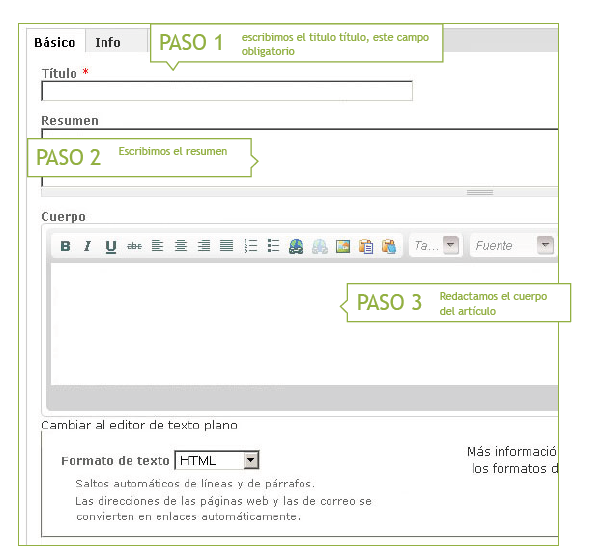 Básico Info
PASO 1 escribimos el titulo título, este campo
obligatorio
Título *
Resumen
PASO 2 Escribimos el resumen
Cuerpo
B I U abc Ta... Fuente
PASO 3 Redactamos el cuerpo
del artículo
Cambiar al editor de texto plano
Formato de texto HTML
Más informació
los formatos d
Saltos automáticos de líneas y de párrafos.
Las direcciones de las páginas web y las de correo se
convierten en enlaces automáticamente.